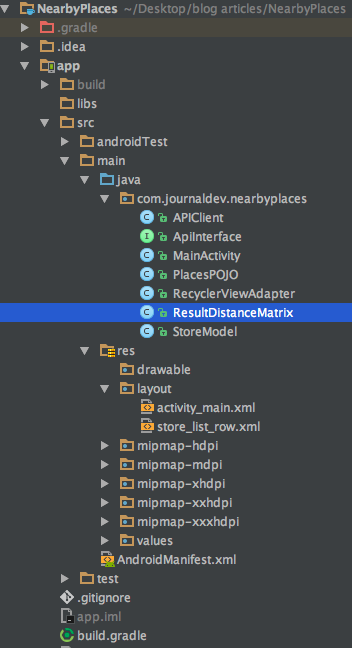 NearbyPlaces ~/Desktop/blog articles/NearbyPlaces
.gradle
.idea
app
build
libs
src
androidTest
main
java
com.journaldev.nearbyplaces
APIClient
ApiInterface
MainActivity
PlacesPOJO
RecyclerViewAdapter
ResultDistanceMatrix
StoreModel
res
drawable
layout
activity_main.xml
store_list_row.xml
mipmap-hdpi
mipmap-mdpi
mipmap-xhdpi
mipmap-xxhdpi
mipmap-xxxhdpi
values
AndroidManifest.xml
test
.gitignore
app.iml
build.gradle